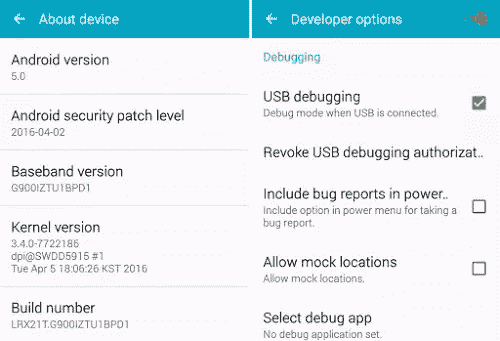 About device
Android version
5.0
Android security patch level
2016-04-02
Baseband version
G900IZTU1BPD1
Kernel version
3.4.0-7722185
dpi@SWDD5915 #1
Tue Apr 5 18:06:26 KST 2016
Build number
LRX21T.G900IZTU1BPD1
Developer options
Debugging
USB debugging
Debug mode when USB is connected.
Revoke USB debugging authorizat..
Include bug reports in power..
Include option in power menu for taking a
bug report.
Allow mock locations
Allow mock locations.
Select debug app
No debug application set.